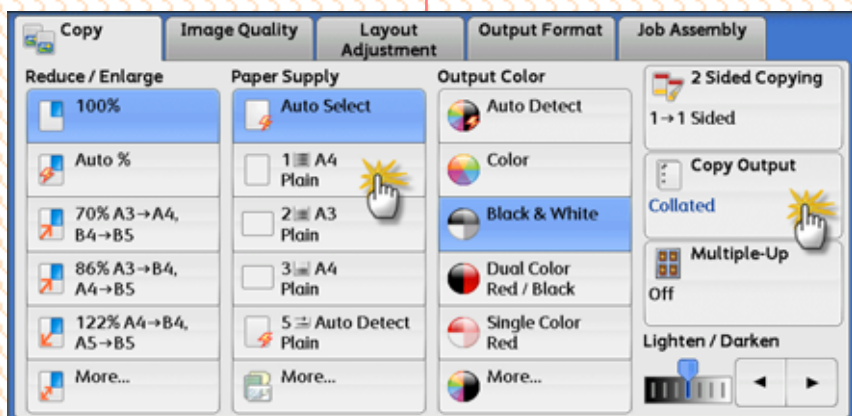 Copy
Image Quality
Layout
Adjustment
Output Format
Job Assembly
Reduce / Enlarge
100%
Auto %
70% A3→A4,
B4→B5
86% A3→B4,
A4→B5
122% A4→B4,
A5→B5
More...
Paper Supply
Auto Select
1 A4
Plain
2 A3
Plain
3 A4
Plain
5 Auto Detect
Plain
More...
Output Color
Auto Detect
Color
Black & White
Dual Color
Red / Black
Single Color
Red
More...
2 Sided Copying
1→1 Sided
Copy Output
Collated
Multiple-Up
Off
Lighten / Darken